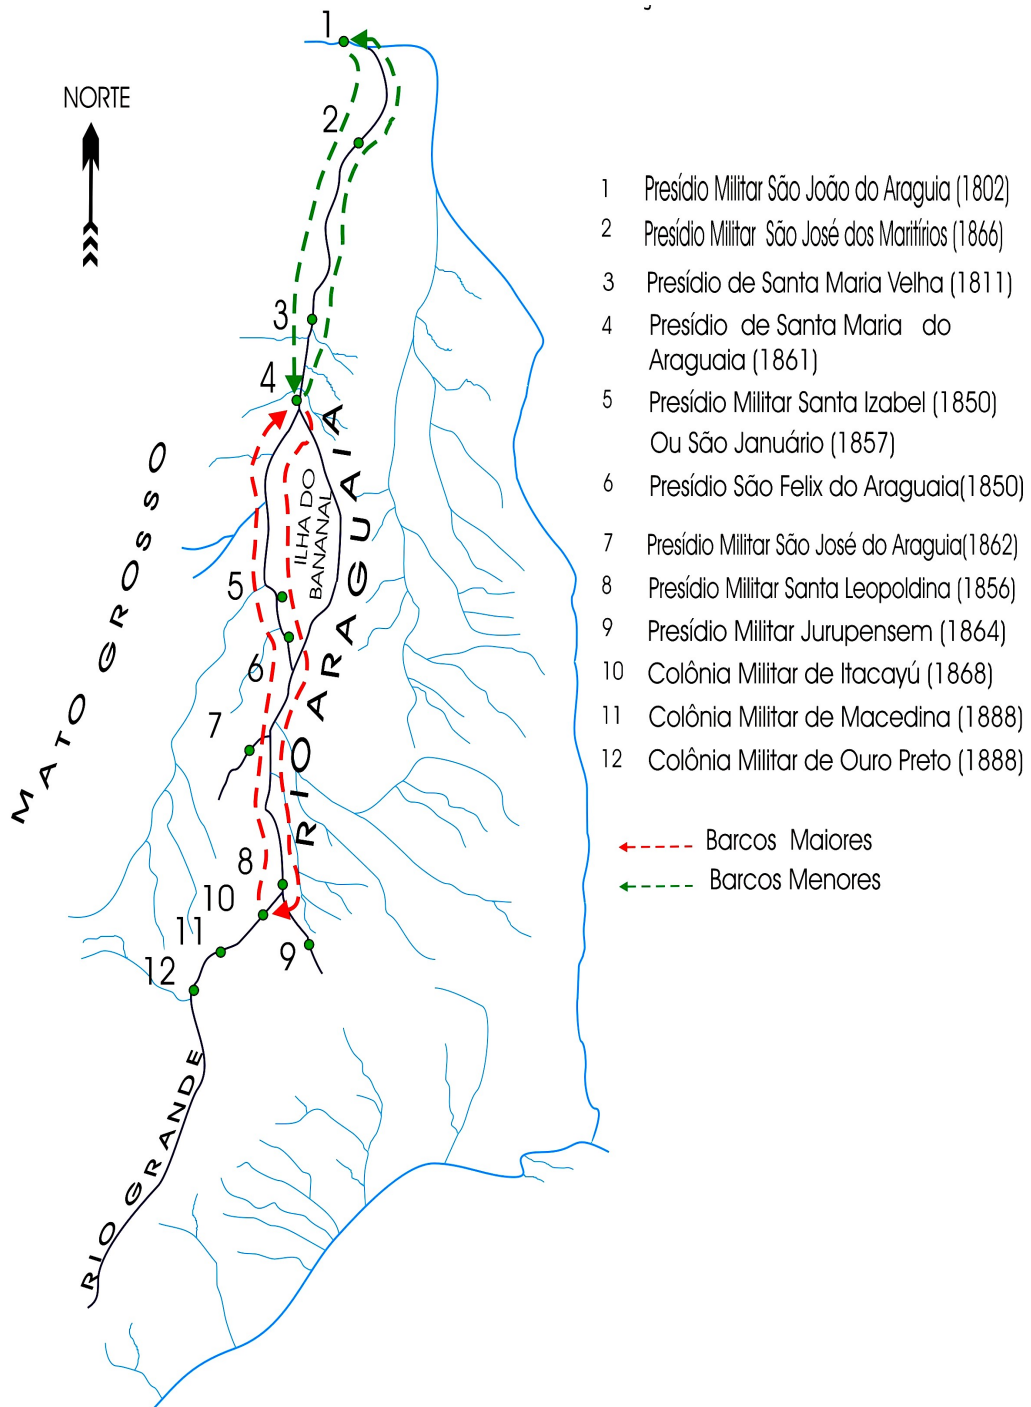 1
NORTE
2
3
4
MATO GROSSO
ILHA DO
BANANAL
RIO ARAGUAIA
5
6
7
8
10
11
9
12
RIO GRANDE
1 Presídio Militar São João do Araguia (1802)
2 Presídio Militar São José dos Maritírios (1866)
3 Presídio de Santa Maria Velha (1811)
4 Presídio de Santa Maria do
Araguaia (1861)
5 Presídio Militar Santa Izabel (1850)
Ou São Januário (1857)
6 Presídio São Felix do Araguaia(1850)
7 Presídio Militar São José do Araguia(1862)
8 Presídio Militar Santa Leopoldina (1856)
9 Presídio Militar Jurupensem (1864)
10 Colônia Militar de Itacayú (1868)
11 Colônia Militar de Macedina (1888)
12 Colônia Militar de Ouro Preto (1888)
Barcos Maiores
Barcos Menores